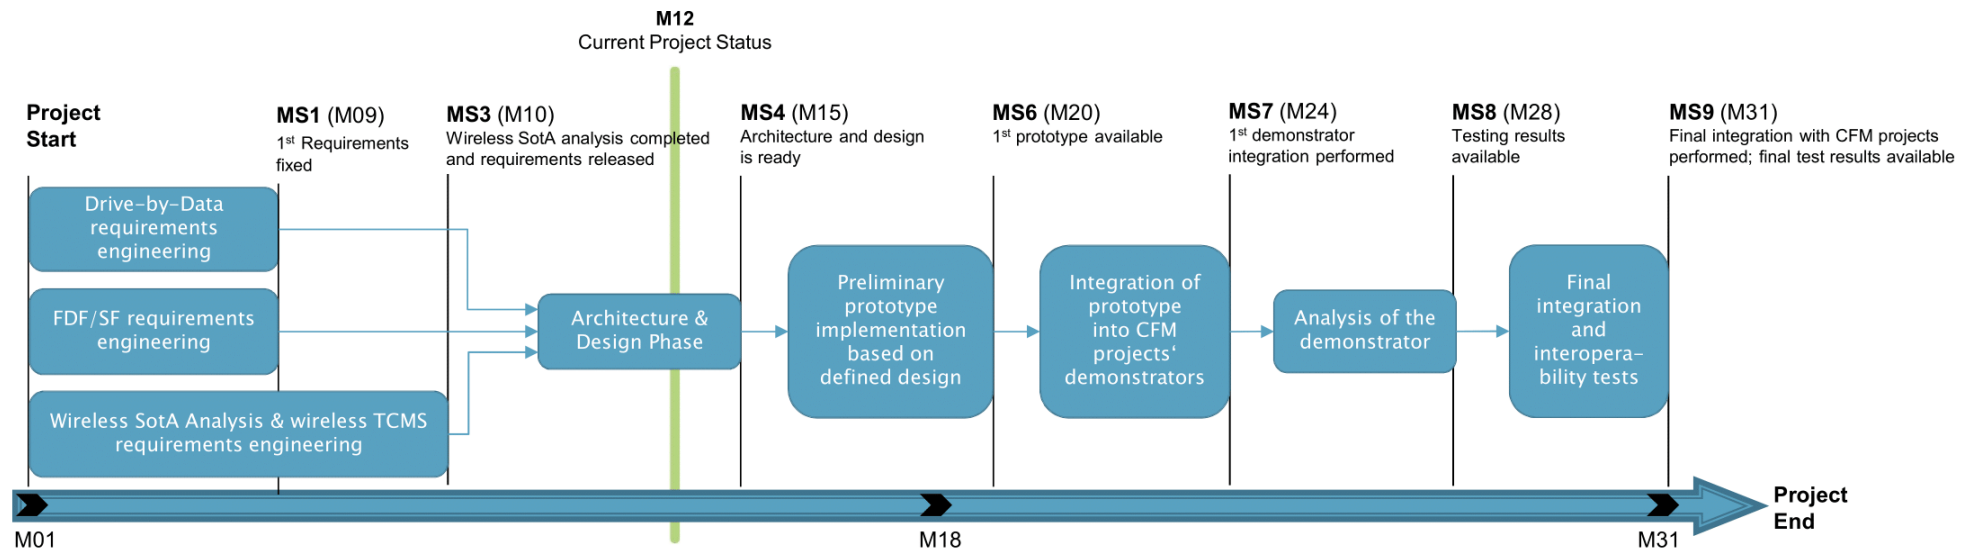 M12
Current Project Status
Project
Start
MS1 (M09)
1st Requirements
fixed
MS3 (M10)
Wireless SotA analysis completed
and requirements released
MS4 (M15)
Architecture and design
is ready
MS6 (M20)
1st prototype available
MS7 (M24)
1st demonstrator
integration performed
MS8 (M28)
Testing results
available
MS9 (M31)
Final integration with CFM projects
performed; final test results available
Drive-by-Data
requirements
engineering
FDF/SF requirements
engineering
Wireless SotA Analysis & wireless TCMS
requirements engineering
Architecture &
Design Phase
Preliminary
prototype
implementation
based on
defined design
Integration of
prototype
into CFM
projects‘
demonstrators
Analysis of the
demonstrator
Final
integration
and
interopera-
bility tests
M01
M18
M31
Project
End